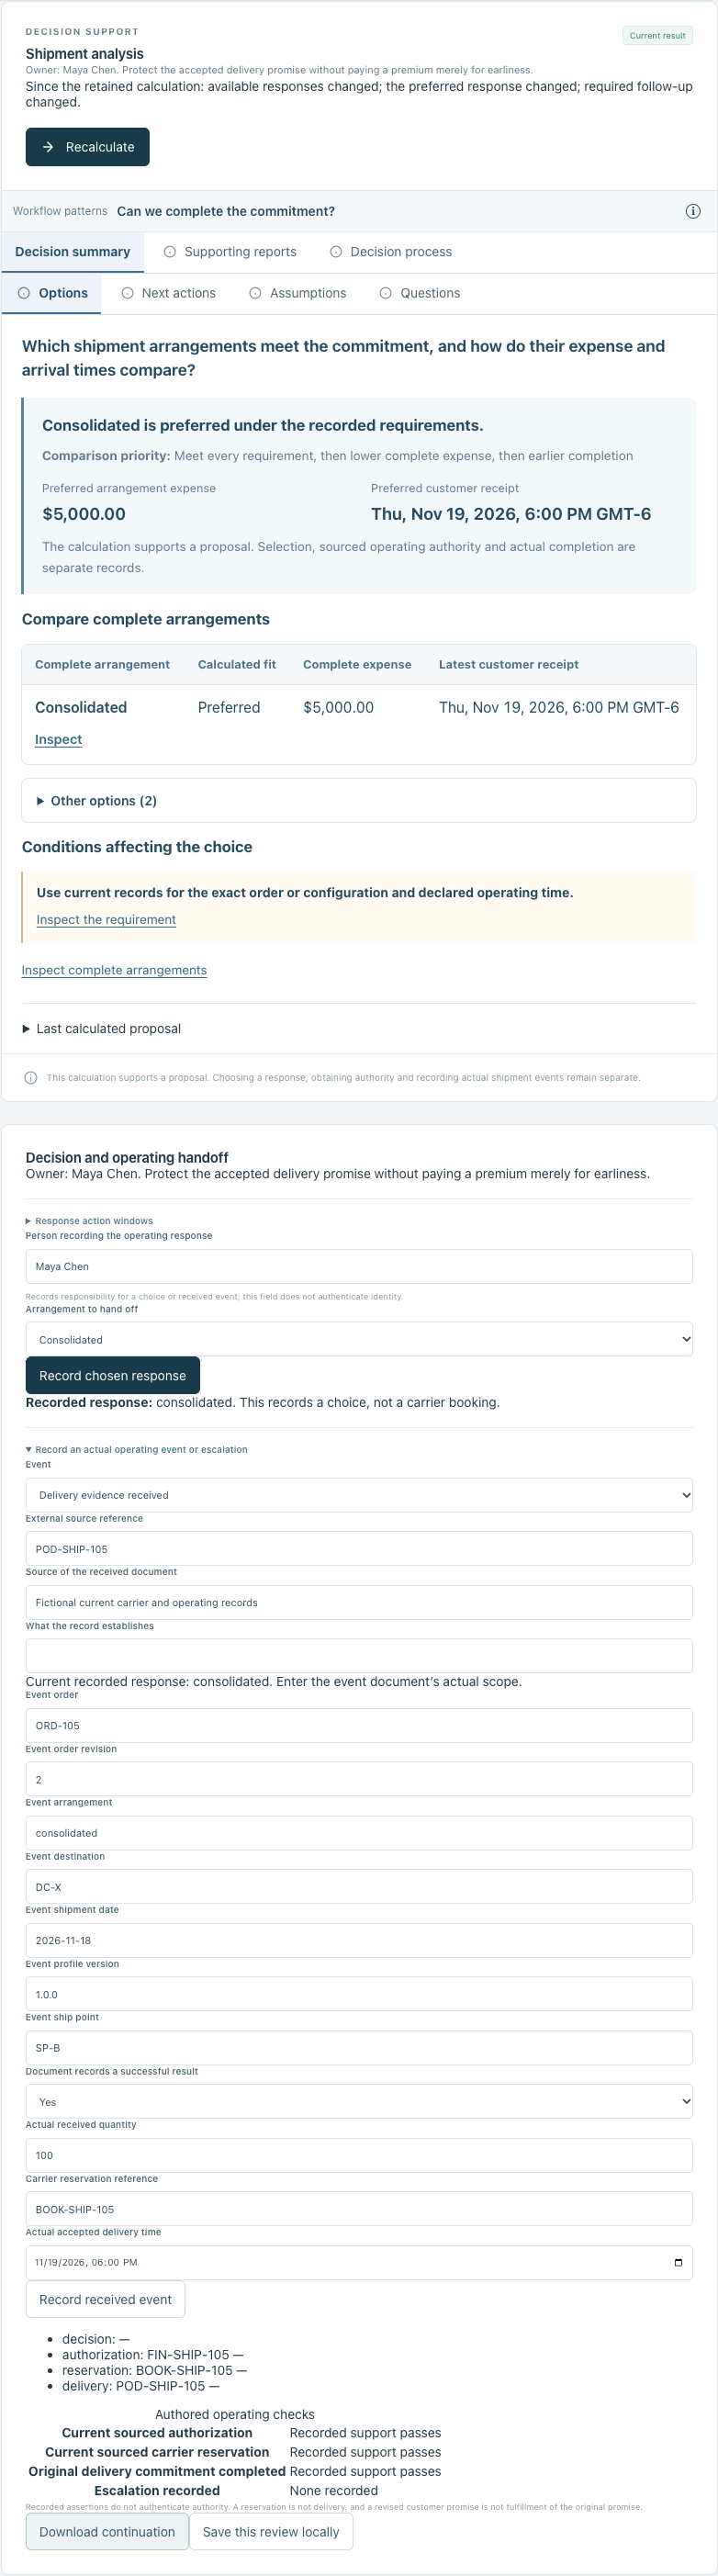 DECISION SUPPORT
Current result
Shipment analysis
Owner: Maya Chen. Protect the accepted delivery promise without paying a premium merely for earliness.
Since the retained calculation: available responses changed; the preferred response changed; required follow-up
changed.
Recalculate
Workflow patterns Can we complete the commitment?
Decision summary Supporting reports Decision process
Options Next actions Assumptions Questions
Which shipment arrangements meet the commitment, and how do their expense and
arrival times compare?
Consolidated is preferred under the recorded requirements.
Comparison priority: Meet every requirement, then lower complete expense, then earlier completion
Preferred arrangement expense Preferred customer receipt
$5,000.00 Thu, Nov 19, 2026, 6:00 PM GMT-6
The calculation supports a proposal. Selection, sourced operating authority and actual completion are
separate records.
Compare complete arrangements
Complete arrangement Calculated fit Complete expense Latest customer receipt
Consolidated Preferred $5,000.00 Thu, Nov 19, 2026, 6:00 PM GMT-6
Inspect
Other options (2)
Conditions affecting the choice
Use current records for the exact order or configuration and declared operating time.
Inspect the requirement
Inspect complete arrangements
Last calculated proposal
This calculation supports a proposal. Choosing a response, obtaining authority and recording actual shipment events remain separate.
Decision and operating handoff
Owner: Maya Chen. Protect the accepted delivery promise without paying a premium merely for earliness.
Response action windows
Person recording the operating response
Maya Chen
Records responsibility for a choice or received event; this field does not authenticate identity.
Arrangement to hand off
Consolidated
Record chosen response
Recorded response: consolidated. This records a choice, not a carrier booking.
Record an actual operating event or escalation
Event
Delivery evidence received
External source reference
POD-SHIP-105
Source of the received document
Fictional current carrier and operating records
What the record establishes
Current recorded response: consolidated. Enter the event document's actual scope.
Event order
ORD-105
Event order revision
2
Event arrangement
consolidated
Event destination
DC-X
Event shipment date
2026-11-18
Event profile version
1.0.0
Event ship point
SP-B
Document records a successful result
Yes
Actual received quantity
100
Carrier reservation reference
BOOK-SHIP-105
Actual accepted delivery time
11/19/2026, 06:00 PM
Record received event
• decision: —
• authorization: FIN-SHIP-105 —
• reservation: BOOK-SHIP-105 —
• delivery: POD-SHIP-105 —
Authored operating checks
Current sourced authorization Recorded support passes
Current sourced carrier reservation Recorded support passes
Original delivery commitment completed Recorded support passes
Escalation recorded None recorded
Recorded assertions do not authenticate authority. A reservation is not delivery, and a revised customer promise is not fulfillment of the original promise.
Download continuation Save this review locally